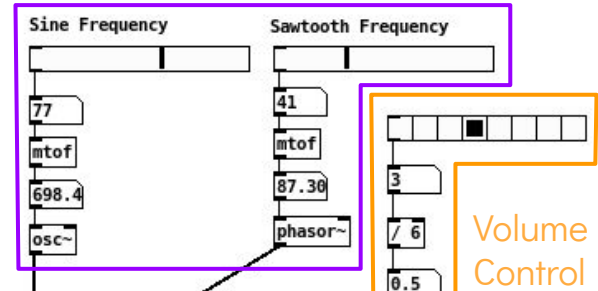 Sine Frequency
Sawtooth Frequency
77
mtof
698.4
osc~
41
mtof
87.30
phasor~
3
/ 6
0.5
Volume
Control